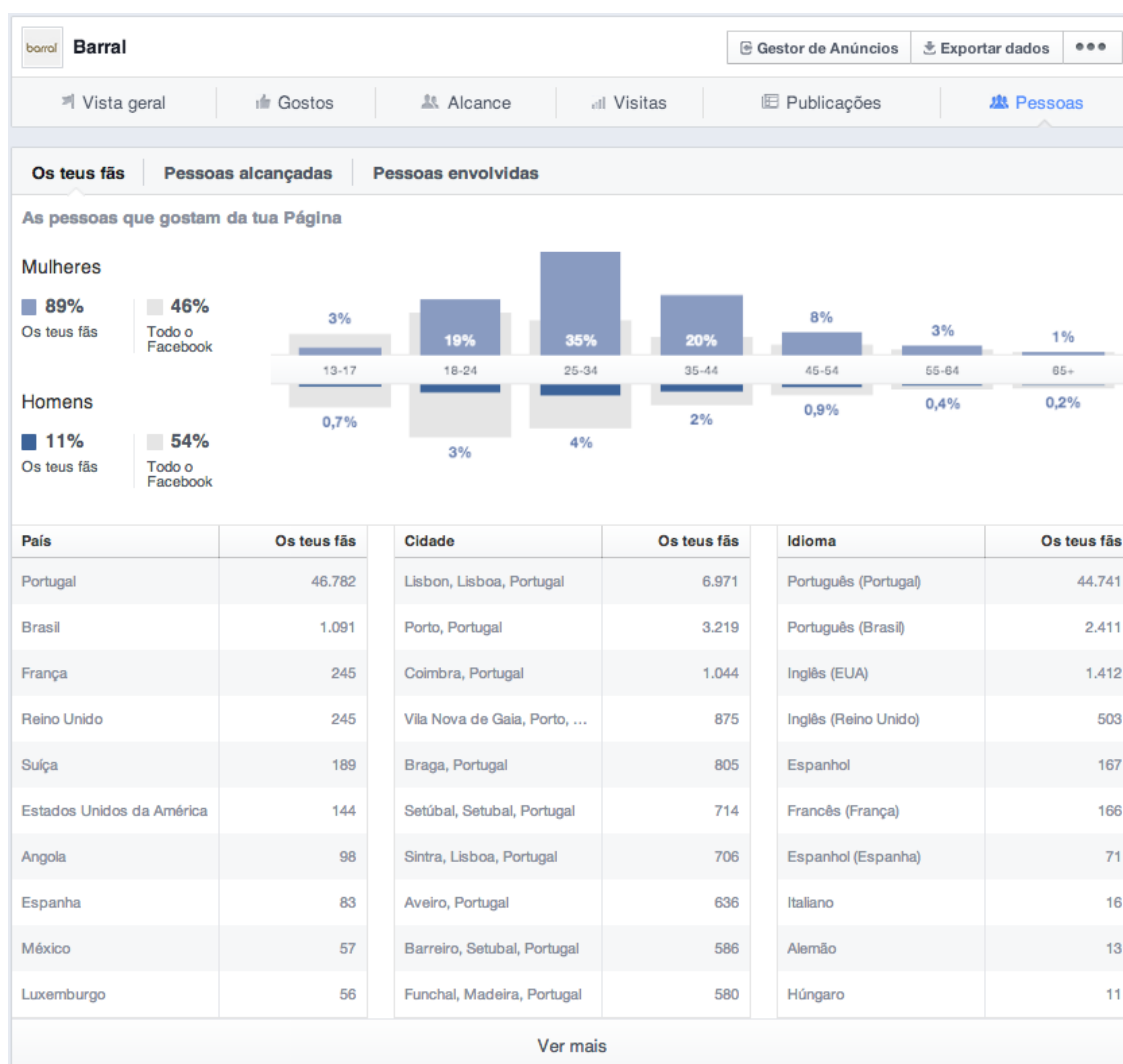 barral Barral Gestor de Anúncios Exportar dados
Vista geral Gostos Alcance Visitas Publicações Pessoas
Os teus fãs Pessoas alcançadas Pessoas envolvidas
As pessoas que gostam da tua Página
Mulheres
89% 46%
Os teus fãs Todo o Facebook
3% 19% 35% 20% 8% 3% 1%
13-17 18-24 25-34 35-44 45-54 55-64 65+
Homens
11% 54%
Os teus fãs Todo o Facebook
0,7% 3% 4% 2% 0,9% 0,4% 0,2%
País Os teus fãs Cidade Os teus fãs Idioma Os teus fãs
Portugal 46.782 Lisbon, Lisboa, Portugal 6.971 Português (Portugal) 44.741
Brasil 1.091 Porto, Portugal 3.219 Português (Brasil) 2.411
França 245 Coimbra, Portugal 1.044 Inglês (EUA) 1.412
Reino Unido 245 Vila Nova de Gaia, Porto, ... 875 Inglês (Reino Unido) 503
Suíça 189 Braga, Portugal 805 Espanhol 167
Estados Unidos da América 144 Setúbal, Setubal, Portugal 714 Francês (França) 166
Angola 98 Sintra, Lisboa, Portugal 706 Espanhol (Espanha) 71
Espanha 83 Aveiro, Portugal 636 Italiano 16
México 57 Barreiro, Setubal, Portugal 586 Alemão 13
Luxemburgo 56 Funchal, Madeira, Portugal 580 Húngaro 11
Ver mais